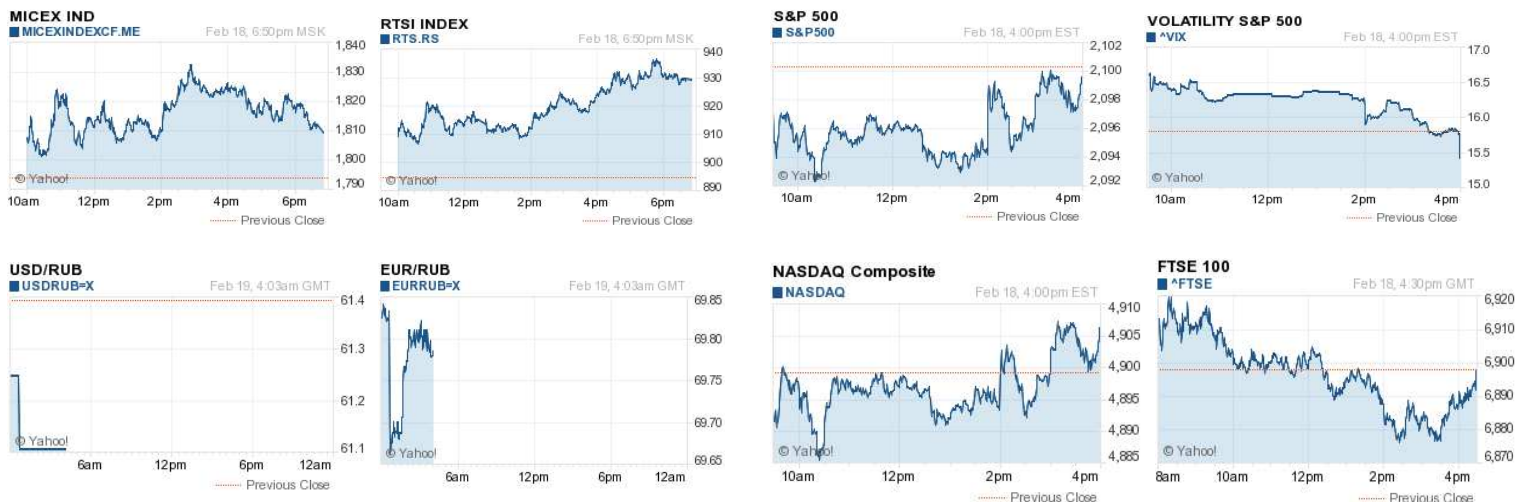 MICEX IND
MICEXINDEXCF.ME Feb 18, 6:50pm MSK
1,840
1,830
1,820
1,810
1,800
1,790
© Yahoo!
10am 12pm 2pm 4pm 6pm
Previous Close
RTSI INDEX
RTS.RS Feb 18, 6:50pm MSK
940
930
920
910
900
890
© Yahoo!
10am 12pm 2pm 4pm 6pm
Previous Close
S&P 500
S&P500 Feb 18, 4:00pm EST
2,102
2,100
2,098
2,096
2,094
2,092
© Yahoo!
10am 12pm 2pm 4pm
Previous Close
VOLATILITY S&P 500
^VIX Feb 18, 4:00pm EST
17.0
16.5
16.0
15.5
15.0
© Yahoo!
12pm 2pm 4pm
Previous Close
USD/RUB
USDRUB=X Feb 19, 4:03am GMT
61.4
61.3
61.2
61.1
© Yahoo!
6am 12pm 6pm 12am
Previous Close
EUR/RUB
EURRUB=X Feb 19, 4:03am GMT
69.85
69.80
69.75
69.70
69.65
© Yahoo!
6am 12pm 6pm 12am
NASDAQ Composite
NASDAQ Feb 18, 4:00pm EST
4,910
4,905
4,900
4,895
4,890
4,885
© Yahoo!
10am 12pm 2pm 4pm
Previous Close
FTSE 100
^FTSE Feb 18, 4:30pm GMT
6,920
6,910
6,900
6,890
6,880
6,870
© Yahoo!
8am 10am 12pm 2pm 4pm
Previous Close